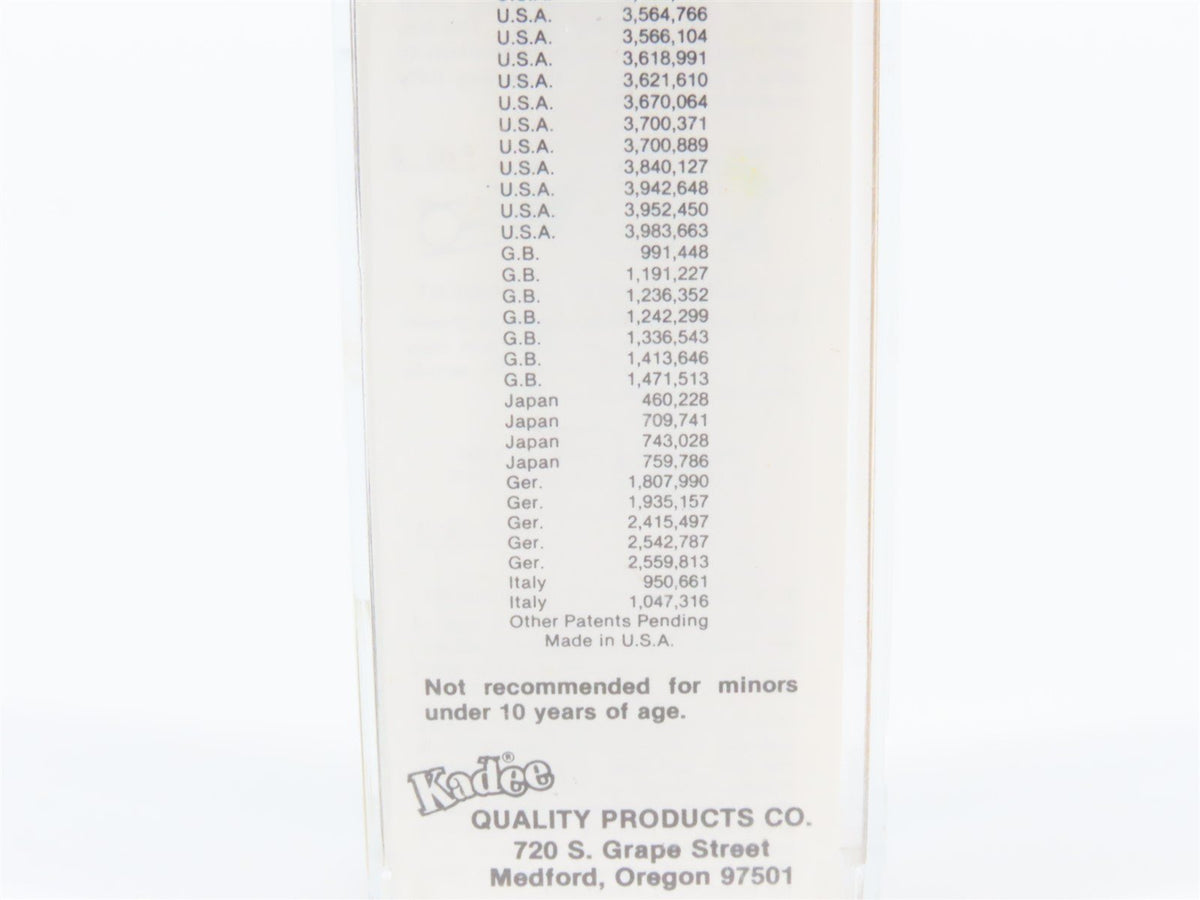 U.S.A. 3,564,766
U.S.A. 3,566,104
U.S.A. 3,618,991
U.S.A. 3,621,610
U.S.A. 3,670,064
U.S.A. 3,700,371
U.S.A. 3,700,889
U.S.A. 3,840,127
U.S.A. 3,942,648
U.S.A. 3,952,450
U.S.A. 3,983,663
G.B. 991,448
G.B. 1,191,227
G.B. 1,236,352
G.B. 1,242,299
G.B. 1,336,543
G.B. 1,413,646
G.B. 1,471,513
Japan 460,228
Japan 709,741
Japan 743,028
Japan 759,786
Ger. 1,807,990
Ger. 1,935,157
Ger. 2,415,497
Ger. 2,542,787
Ger. 2,559,813
Italy 950,661
Italy 1,047,316
Other Patents Pending
Made in U.S.A.
Not recommended for minors
under 10 years of age.
Kadee®
QUALITY PRODUCTS CO.
720 S. Grape Street
Medford, Oregon 97501